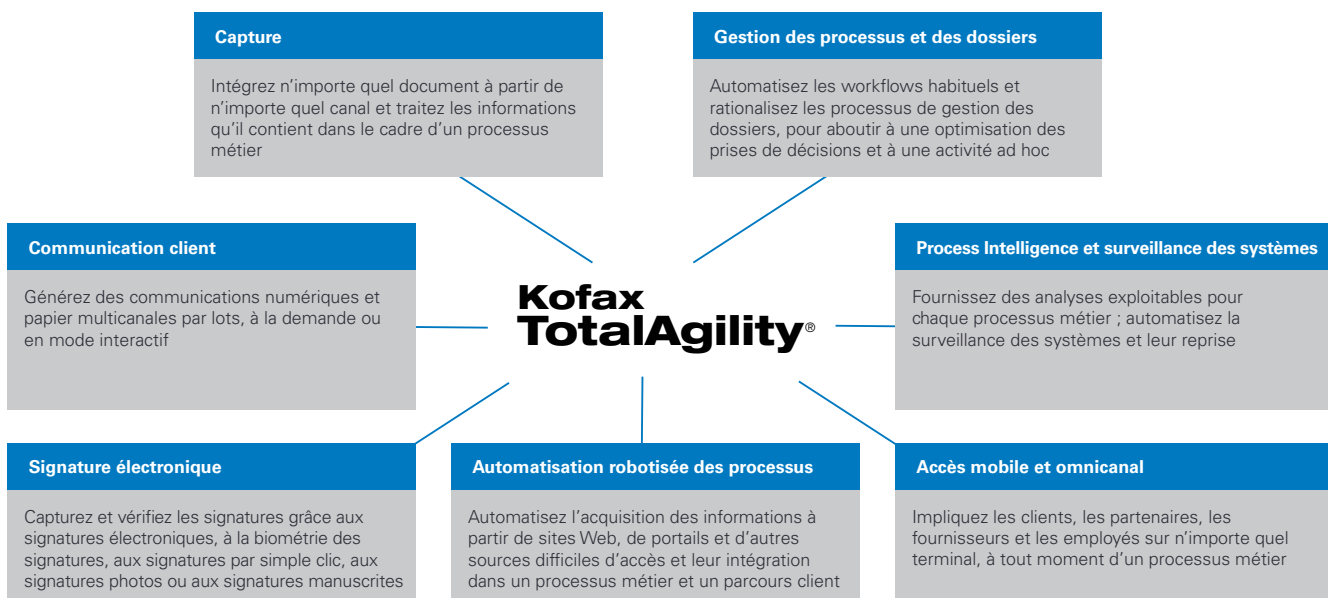 Capture
Intégrez n'importe quel document à partir de
n'importe quel canal et traitez les informations
qu'il contient dans le cadre d'un processus
métier
Gestion des processus et des dossiers
Automatisez les workflows habituels et
rationalisez les processus de gestion des
dossiers, pour aboutir à une optimisation des
prises de décisions et à une activité ad hoc
Communication client
Générez des communications numériques et
papier multicanales par lots, à la demande ou
en mode interactif
Kofax
TotalAgility®
Process Intelligence et surveillance des systèmes
Fournissez des analyses exploitables pour
chaque processus métier ; automatisez la
surveillance des systèmes et leur reprise
Signature électronique
Capturez et vérifiez les signatures grâce aux
signatures électroniques, à la biométrie des
signatures, aux signatures par simple clic, aux
signatures photos ou aux signatures manuscrites
Automatisation robotisée des processus
Automatisez l'acquisition des informations à
partir de sites Web, de portails et d'autres
sources difficiles d'accès et leur intégration
dans un processus métier et un parcours client
Accès mobile et omnicanal
Impliquez les clients, les partenaires, les
fournisseurs et les employés sur n'importe quel
terminal, à tout moment d'un processus métier